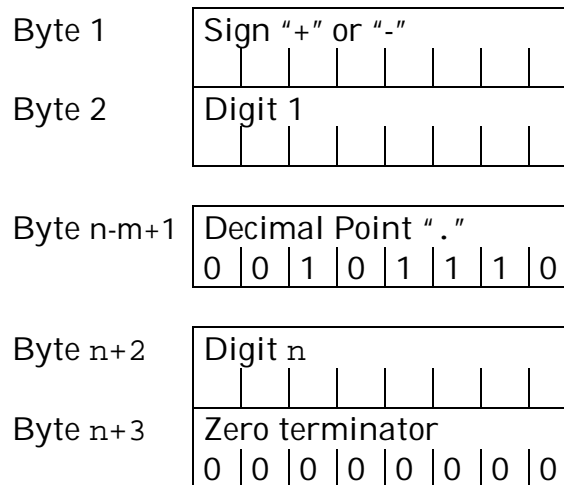 Byte 1 Sign "+" or "-"
Byte 2 Digit 1
Byte n-m+1 Decimal Point "."
0 0 1 0 1 1 1 0
Byte n+2 Digit n
Byte n+3 Zero terminator
0 0 0 0 0 0 0 0